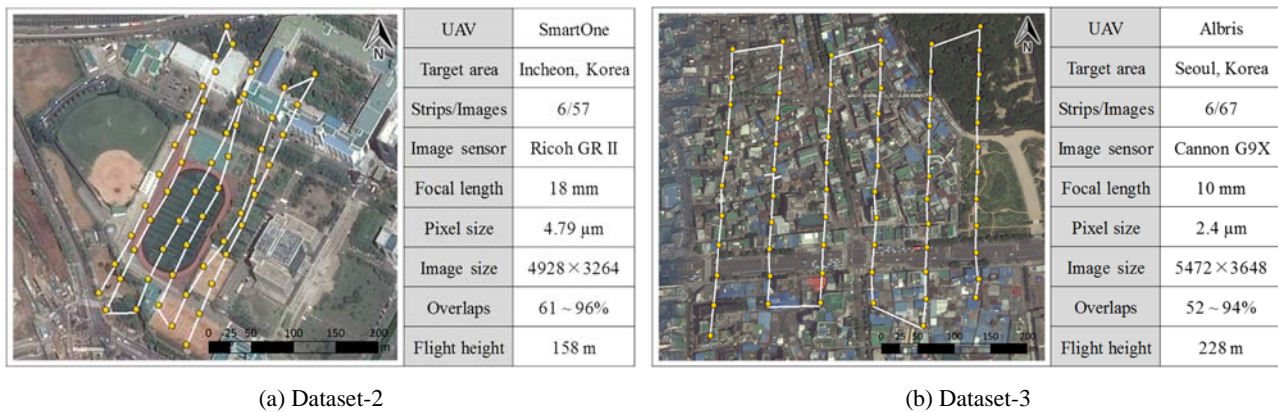 N
0 25 50 100 150 200
m
UAV SmartOne
Target area Incheon, Korea
Strips/Images 6/57
Image sensor Ricoh GR II
Focal length 18 mm
Pixel size 4.79 µm
Image size 4928×3264
Overlaps 61 ~ 96%
Flight height 158 m
N
0 25 50 100 150 200
m
UAV Albris
Target area Seoul, Korea
Strips/Images 6/67
Image sensor Cannon G9X
Focal length 10 mm
Pixel size 2.4 µm
Image size 5472×3648
Overlaps 52 ~ 94%
Flight height 228 m
(a) Dataset-2
(b) Dataset-3